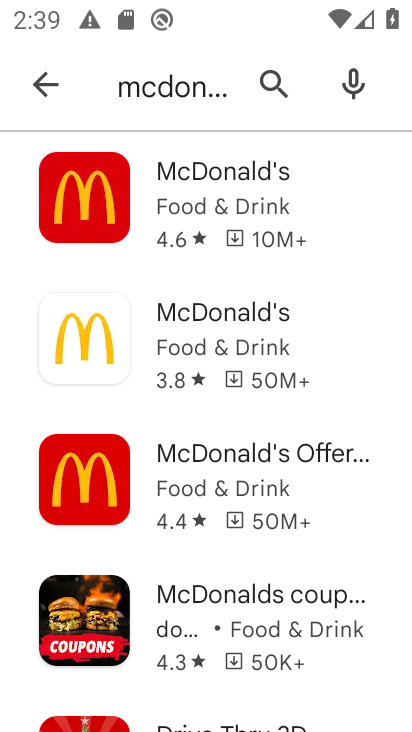 2:39
mcdon...
McDonald's
Food & Drink
4.6★ 10M+
McDonald's
Food & Drink
3.8★ 50M+
McDonald's Offer...
Food & Drink
4.4★ 50M+
McDonalds coup...
do... • Food & Drink
COUPONS
4.3★ 50K+
Drive Thru 3D